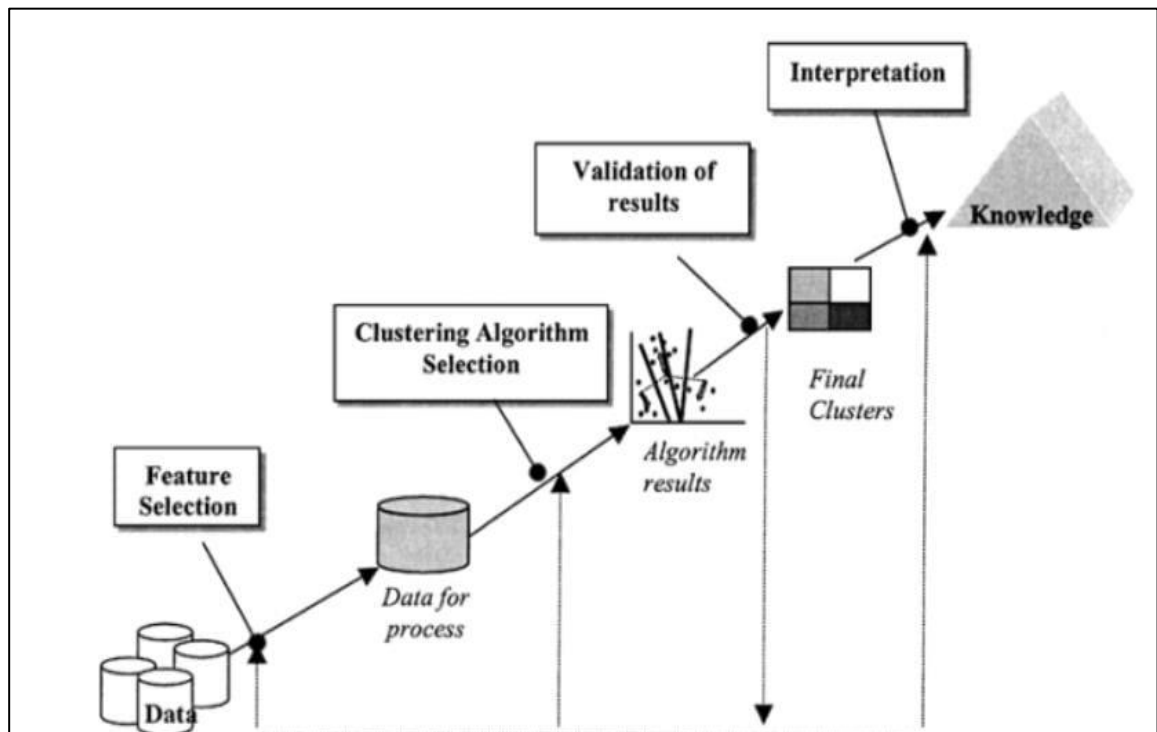 Interpretation
Knowledge
Validation of
results
Final
Clusters
Clustering Algorithm
Selection
Algorithm
results
Feature
Selection
Data for
process
Data